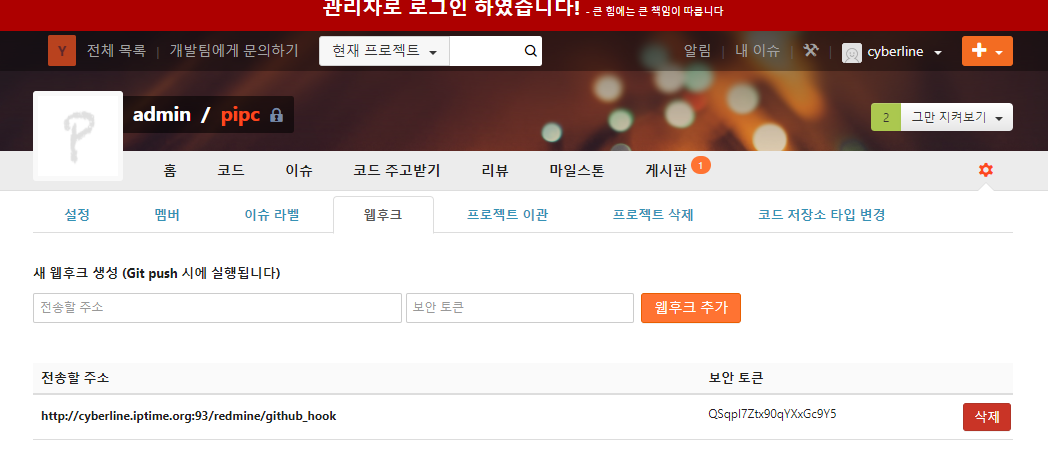 관리자로 로그인 하였습니다! - 큰 힘에는 큰 책임이 따릅니다
Y 전체 목록 | 개발팀에게 문의하기 현재 프로젝트 알림 | 내 이슈 | cyberline
admin / pipc
2 그만 지켜보기
홈 코드 이슈 코드 주고받기 리뷰 마일스톤 게시판 1
설정 멤버 이슈 라벨 웹후크 프로젝트 이관 프로젝트 삭제 코드 저장소 타입 변경
새 웹후크 생성 (Git push 시에 실행됩니다)
전송할 주소 보안 토큰 웹후크 추가
전송할 주소 보안 토큰
http://cyberline.iptime.org:93/redmine/github_hook QSqpI7Ztx90qYXxGc9Y5 삭제